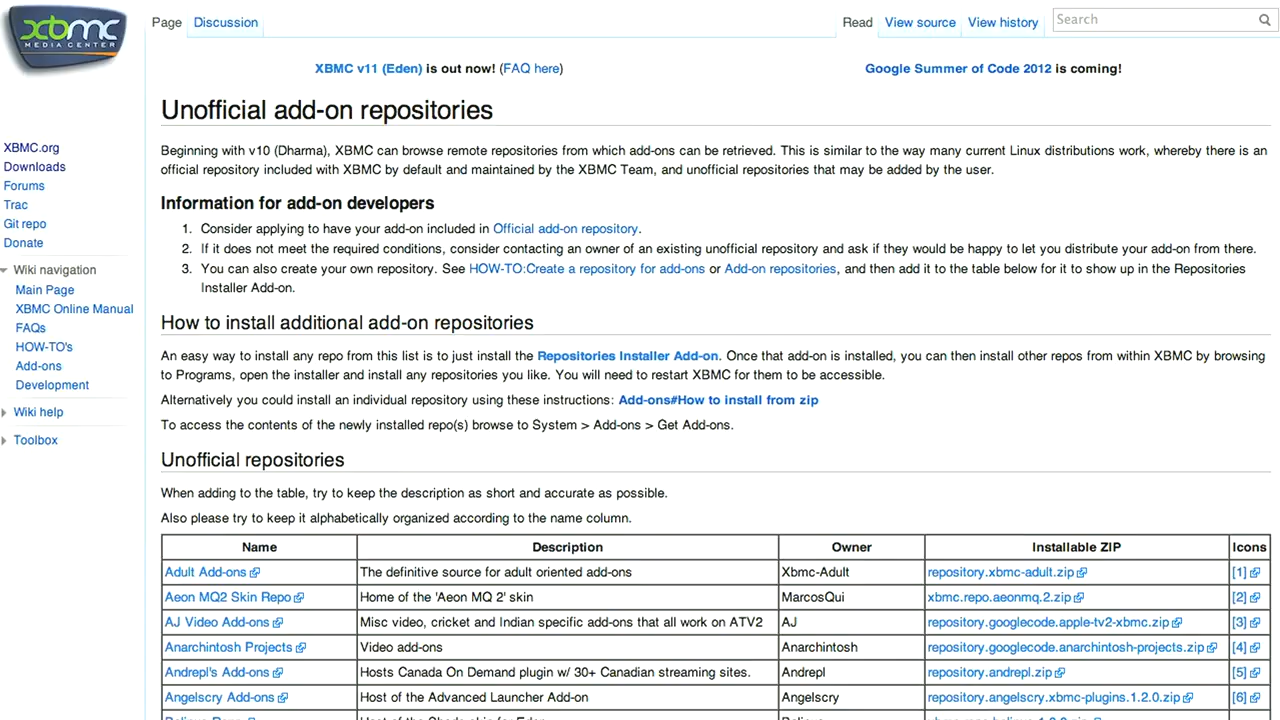 xbmc
MEDIA CENTER
Page Discussion Read View source View history Search
XBMC v11 (Eden) is out now! (FAQ here) Google Summer of Code 2012 is coming!
Unofficial add-on repositories
Beginning with v10 (Dharma), XBMC can browse remote repositories from which add-ons can be retrieved. This is similar to the way many current Linux distributions work, whereby there is an
official repository included with XBMC by default and maintained by the XBMC Team, and unofficial repositories that may be added by the user.
XBMC.org
Downloads
Forums
Trac
Git repo
Donate
Wiki navigation
Main Page
XBMC Online Manual
FAQs
HOW-TO's
Add-ons
Development
Wiki help
Toolbox
Information for add-on developers
1. Consider applying to have your add-on included in Official add-on repository.
2. If it does not meet the required conditions, consider contacting an owner of an existing unofficial repository and ask if they would be happy to let you distribute your add-on from there.
3. You can also create your own repository. See HOW-TO:Create a repository for add-ons or Add-on repositories, and then add it to the table below for it to show up in the Repositories
Installer Add-on.
How to install additional add-on repositories
An easy way to install any repo from this list is to just install the Repositories Installer Add-on. Once that add-on is installed, you can then install other repos from within XBMC by browsing
to Programs, open the installer and install any repositories you like. You will need to restart XBMC for them to be accessible.
Alternatively you could install an individual repository using these instructions: Add-ons#How to install from zip
To access the contents of the newly installed repo(s) browse to System > Add-ons > Get Add-ons.
Unofficial repositories
When adding to the table, try to keep the description as short and accurate as possible.
Also please try to keep it alphabetically organized according to the name column.
Name Description Owner Installable ZIP Icons
Adult Add-ons The definitive source for adult oriented add-ons Xbmc-Adult repository.xbmc-adult.zip [1]
Aeon MQ2 Skin Repo Home of the 'Aeon MQ 2' skin MarcosQui xbmc.repo.aeonmq.2.zip [2]
AJ Video Add-ons Misc video, cricket and Indian specific add-ons that all work on ATV2 AJ repository.googlecode.apple-tv2-xbmc.zip [3]
Anarchintosh Projects Video add-ons Anarchintosh repository.googlecode.anarchintosh-projects.zip [4]
Andrepl's Add-ons Hosts Canada On Demand plugin w/ 30+ Canadian streaming sites. Andrepl repository.andrepl.zip [5]
Angelscry Add-ons Host of the Advanced Launcher Add-on Angelscry repository.angelscry.xbmc-plugins.1.2.0.zip [6]